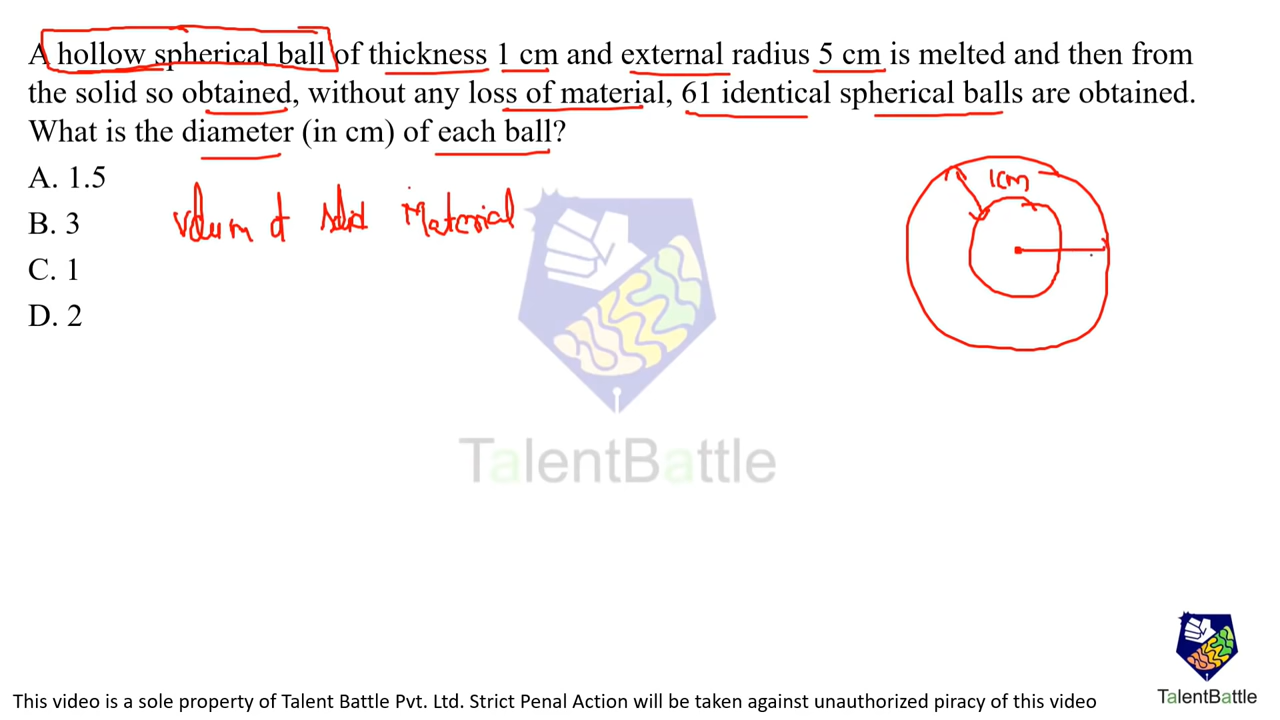 A hollow spherical ball of thickness 1 cm and external radius 5 cm is melted and then from
the solid so obtained, without any loss of material, 61 identical spherical balls are obtained.
What is the diameter (in cm) of each ball?
A. 1.5
B. 3
C. 1
D. 2
Volum of solid Material
1cm
TalentBattle
TalentBattle
This video is a sole property of Talent Battle Pvt. Ltd. Strict Penal Action will be taken against unauthorized piracy of this video